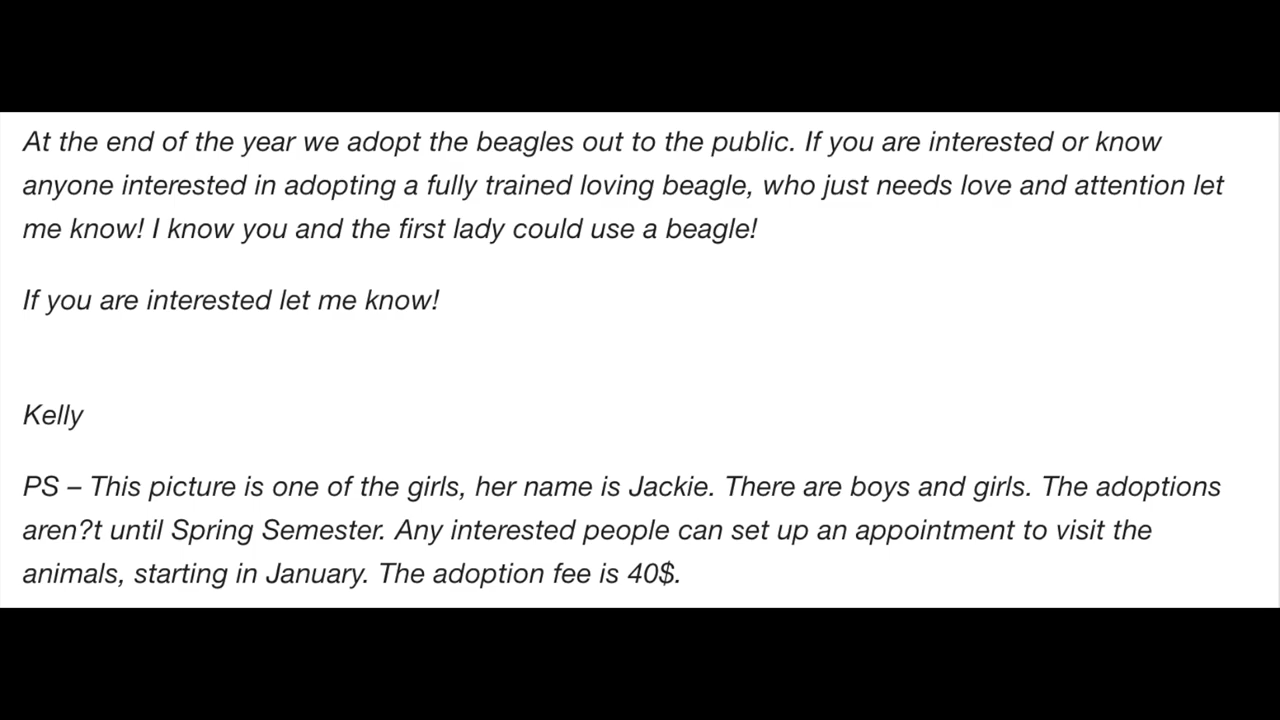 At the end of the year we adopt the beagles out to the public. If you are interested or know
anyone interested in adopting a fully trained loving beagle, who just needs love and attention let
me know! I know you and the first lady could use a beagle!
If you are interested let me know!
Kelly
PS – This picture is one of the girls, her name is Jackie. There are boys and girls. The adoptions
aren?t until Spring Semester. Any interested people can set up an appointment to visit the
animals, starting in January. The adoption fee is 40$.